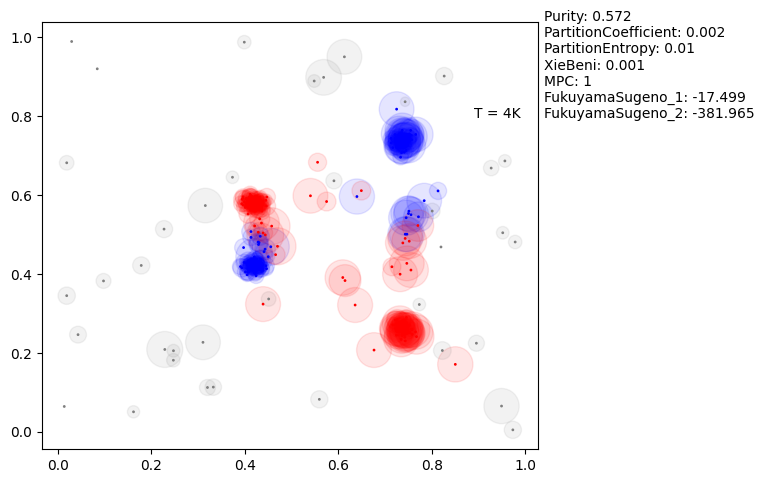 Purity: 0.572
PartitionCoefficient: 0.002
PartitionEntropy: 0.01
XieBeni: 0.001
MPC: 1
FukuyamaSugeno_1: -17.499
FukuyamaSugeno_2: -381.965
T = 4K
1.0
0.8
0.6
0.4
0.2
0.0
0.0 0.2 0.4 0.6 0.8 1.0